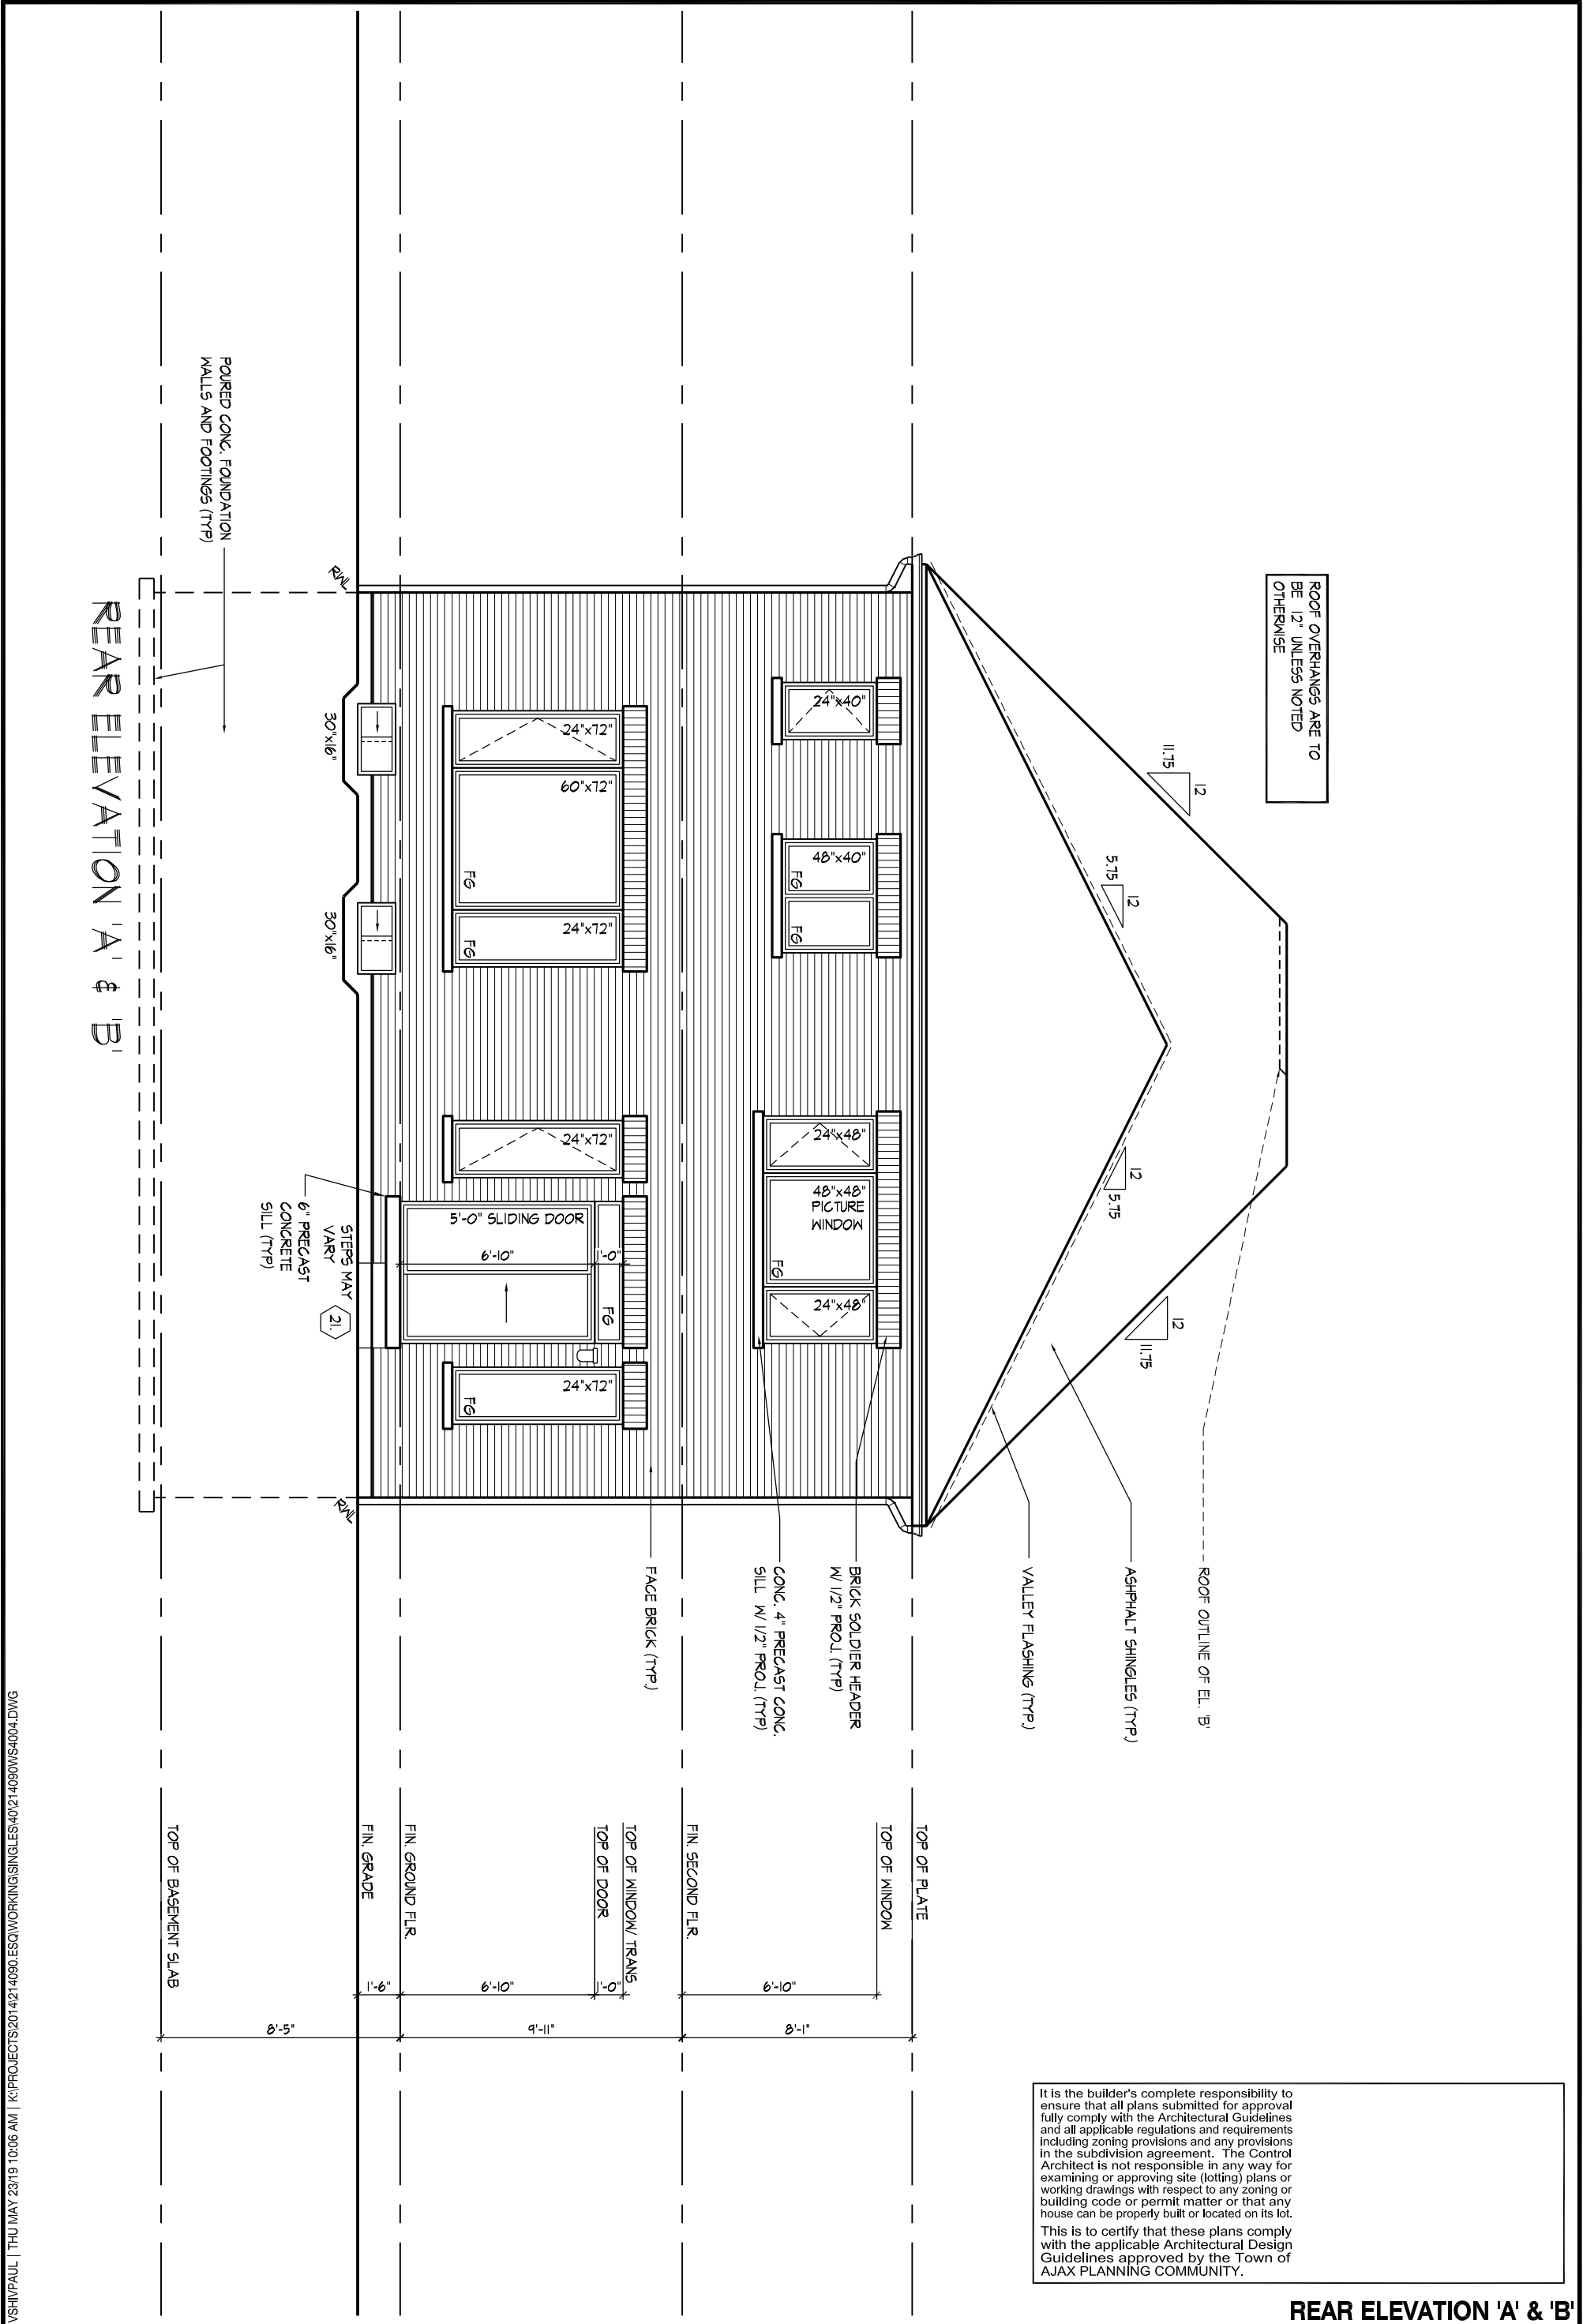 ROOF OVERHANGS ARE TO
BE 12" UNLESS NOTED
OTHERWISE
12
11.75
12
5.75
12
5.75
12
11.75
ROOF OUTLINE OF EL. 'B'
ASHPHALT SHINGLES (TYP.)
VALLEY FLASHING (TYP.)
BRICK SOLDIER HEADER
W/ 1/2" PROJ. (TYP)
CONC. 4" PRECAST CONC.
SILL W/ 1/2" PROJ. (TYP)
FACE BRICK (TYP.)
24"x40"
48"x40"
FG
FG
24"x48"
48"x48"
PICTURE
WINDOW
FG
24"x48"
24"x72"
60"x72"
FG
24"x72"
FG
24"x72"
5'-0" SLIDING DOOR
6'-10"
1'-0"
FG
24"x72"
FG
RWL
30"x16"
30"x16"
RWL
STEPS MAY
VARY
21.
6" PRECAST
CONCRETE
SILL (TYP)
POURED CONC. FOUNDATION
WALLS AND FOOTINGS (TYP)
TOP OF PLATE
TOP OF WINDOW
FIN. SECOND FLR.
TOP OF WINDOW/ TRANS
TOP OF DOOR
FIN. GROUND FLR.
FIN. GRADE
TOP OF BASEMENT SLAB
6'-10"
1'-0"
6'-10"
1'-6"
8'-1"
9'-11"
8'-5"
REAR ELEVATION 'A' & 'B'
It is the builder's complete responsibility to
ensure that all plans submitted for approval
fully comply with the Architectural Guidelines
and all applicable regulations and requirements
including zoning provisions and any provisions
in the subdivision agreement. The Control
Architect is not responsible in any way for
examining or approving site (lotting) plans or
working drawings with respect to any zoning or
building code or permit matter or that any
house can be properly built or located on its lot.
This is to certify that these plans comply
with the applicable Architectural Design
Guidelines approved by the Town of
AJAX PLANNING COMMUNITY.
REAR ELEVATION 'A' & 'B'
VSHIVPAUL | THU MAY 23/19 10:06 AM | K:\PROJECTS\2014\214090.ESQ\WORKING\SINGLES\40\214090WS4004.DWG